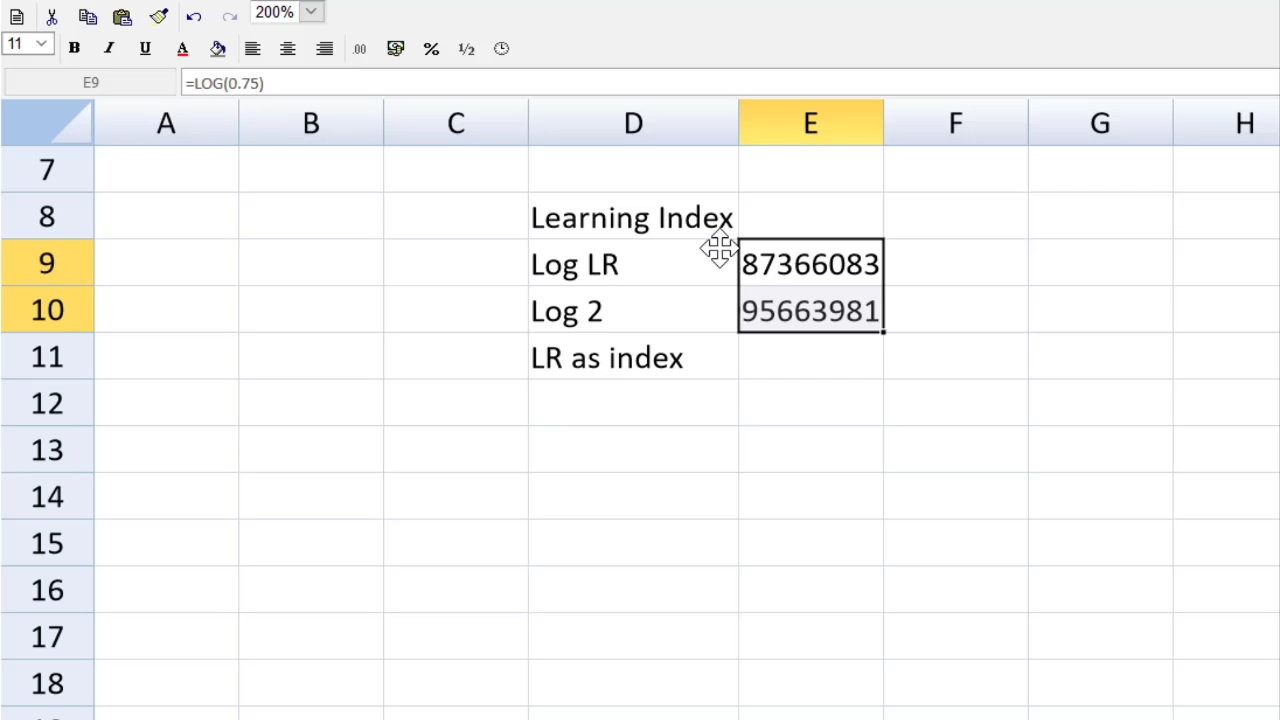 200%
11 B I U A .00 % 1/2
E9 =LOG(0.75)
A B C D E F G H
7
8 Learning Index
9 Log LR 87366083
10 Log 2 95663981
11 LR as index
12
13
14
15
16
17
18